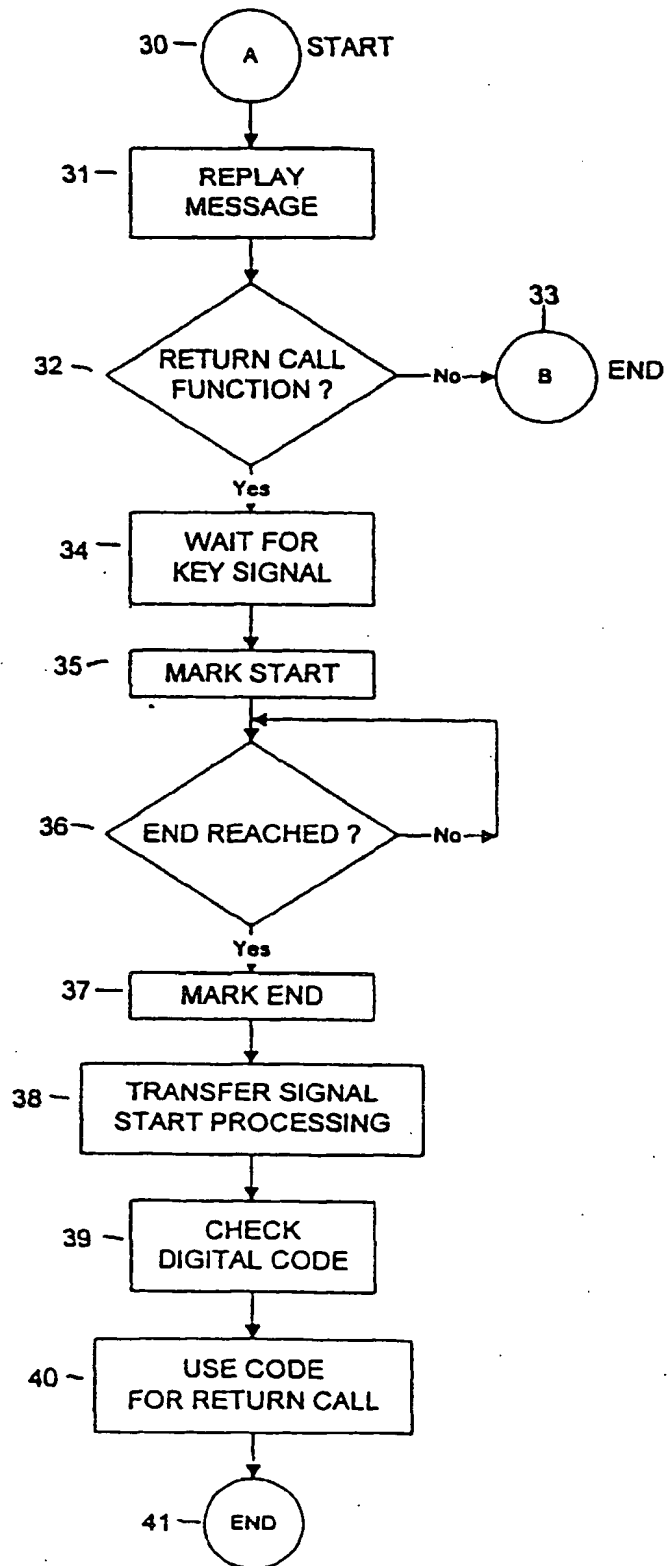 30
A
START
31
REPLAY
MESSAGE
33
32
RETURN CALL
FUNCTION ?
No
B
END
Yes
34
WAIT FOR
KEY SIGNAL
35
MARK START
36
END REACHED ?
No
Yes
37
MARK END
38
TRANSFER SIGNAL
START PROCESSING
39
CHECK
DIGITAL CODE
40
USE CODE
FOR RETURN CALL
41
END